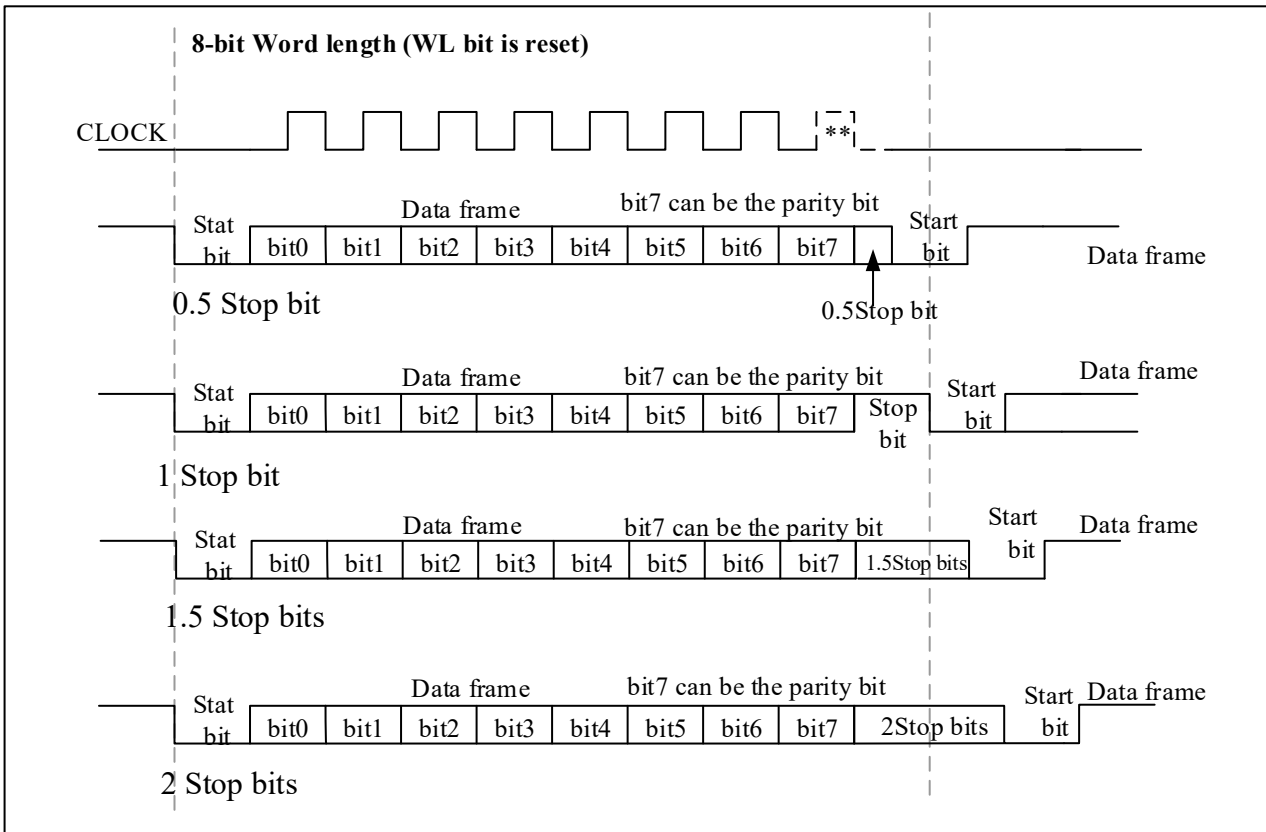 8-bit Word length (WL bit is reset)
CLOCK
**
Data frame
bit7 can be the parity bit
Stat
bit
bit0 bit1 bit2 bit3 bit4 bit5 bit6 bit7
Start
bit
Data frame
0.5 Stop bit
0.5Stop bit
Data frame
bit7 can be the parity bit
Data frame
Stat
bit
bit0 bit1 bit2 bit3 bit4 bit5 bit6 bit7
Stop
bit
Start
bit
1 Stop bit
Data frame
bit7 can be the parity bit
Start
bit
Data frame
Stat
bit
bit0 bit1 bit2 bit3 bit4 bit5 bit6 bit7
1.5Stop bits
1.5 Stop bits
Data frame
bit7 can be the parity bit
Start
bit
Data frame
Stat
bit
bit0 bit1 bit2 bit3 bit4 bit5 bit6 bit7
2Stop bits
2 Stop bits